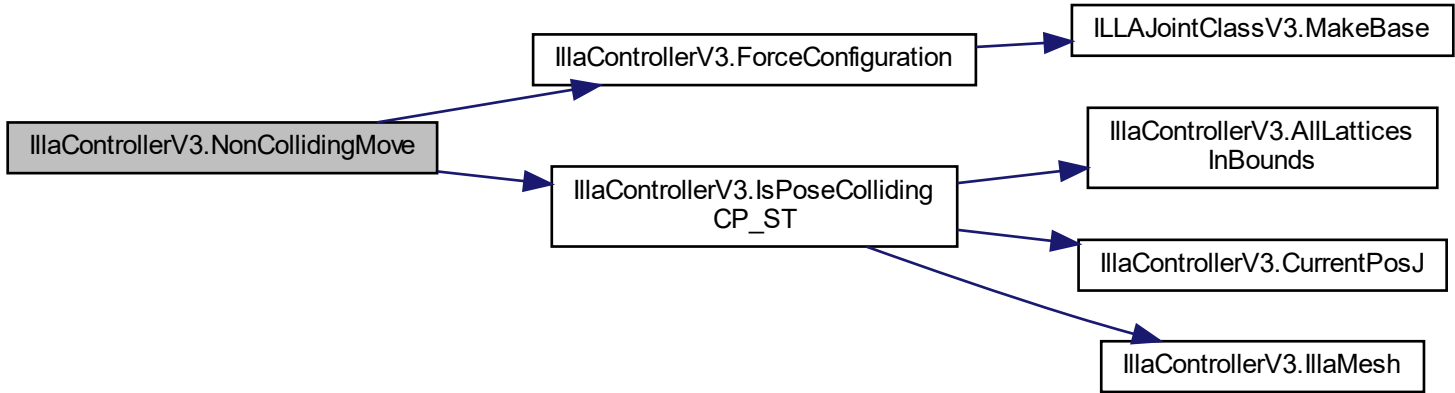 IllaControllerV3.NonCollidingMove
IllaControllerV3.ForceConfiguration
ILLAJointClassV3.MakeBase
IllaControllerV3.IsPoseColliding
CP_ST
IllaControllerV3.AllLattices
InBounds
IllaControllerV3.CurrentPosJ
IllaControllerV3.IllaMesh